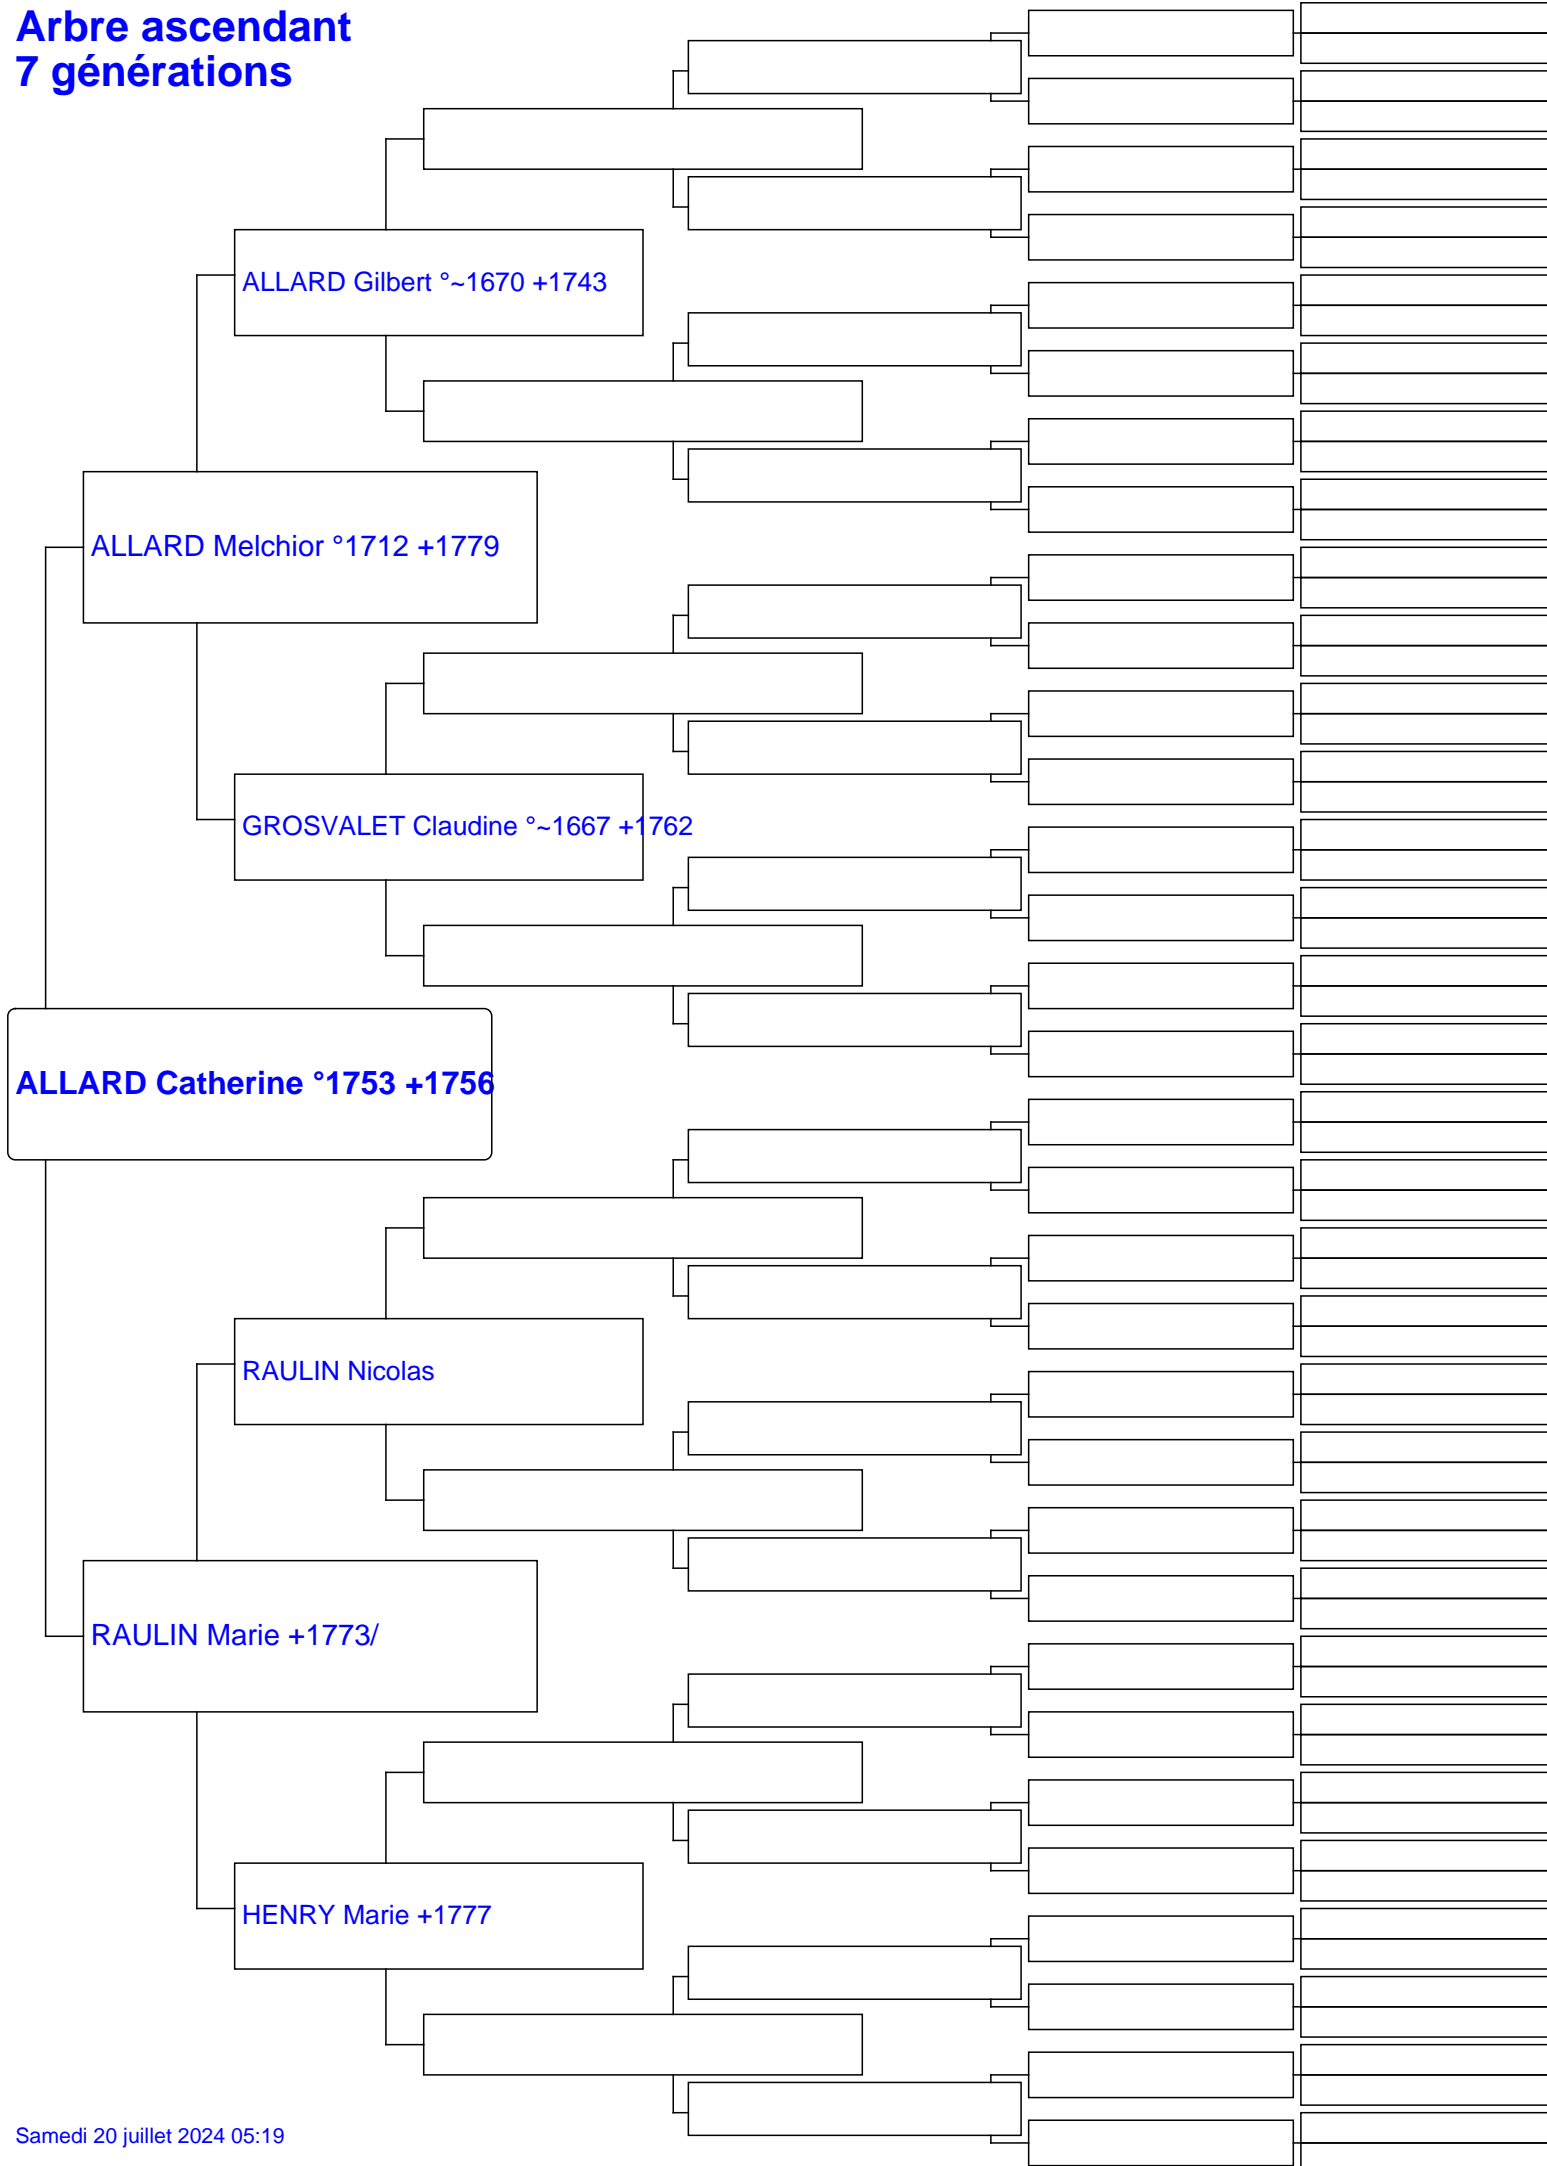 Arbre ascendant
7 générations
ALLARD Gilbert °~1670 +1743
ALLARD Melchior °1712 +1779
GROSVALET Claudine °~1667 +1762
ALLARD Catherine °1753 +1756
RAULIN Nicolas
RAULIN Marie +1773/
HENRY Marie +1777
Samedi 20 juillet 2024 05:19